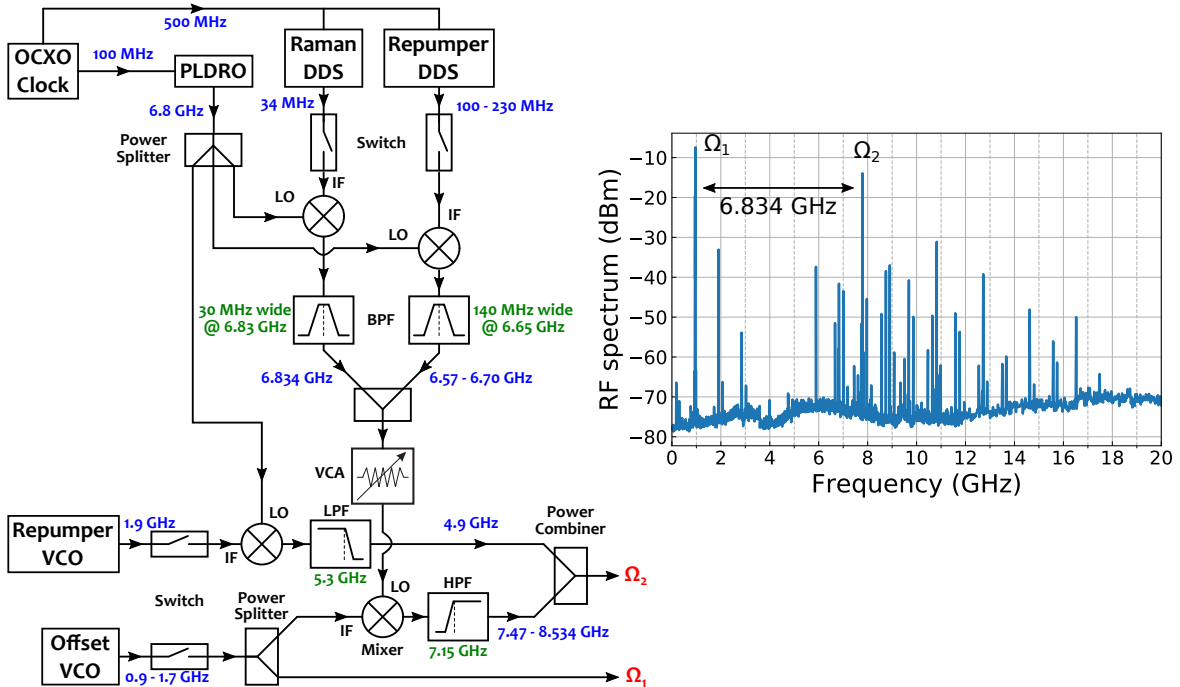 500 MHz
OCXO
Clock
100 MHz
PLDRO
Raman
DDS
Repumper
DDS
6.8 GHz
34 MHz
100 - 230 MHz
Power
Splitter
Switch
IF
LO
IF
LO
30 MHz wide
@ 6.83 GHz
BPF
140 MHz wide
@ 6.65 GHz
6.834 GHz
6.57 - 6.70 GHz
VCA
Repumper
VCO
1.9 GHz
IF
LO
LPF
5.3 GHz
4.9 GHz
Power
Combiner
Ω2
Switch
Power
Splitter
LO
IF
Mixer
HPF
7.15 GHz
7.47 - 8.534 GHz
Offset
VCO
0.9 - 1.7 GHz
Ω1
RF spectrum (dBm)
−10
−20
−30
−40
−50
−60
−70
−80
Ω1
Ω2
6.834 GHz
0 2 4 6 8 10 12 14 16 18 20
Frequency (GHz)